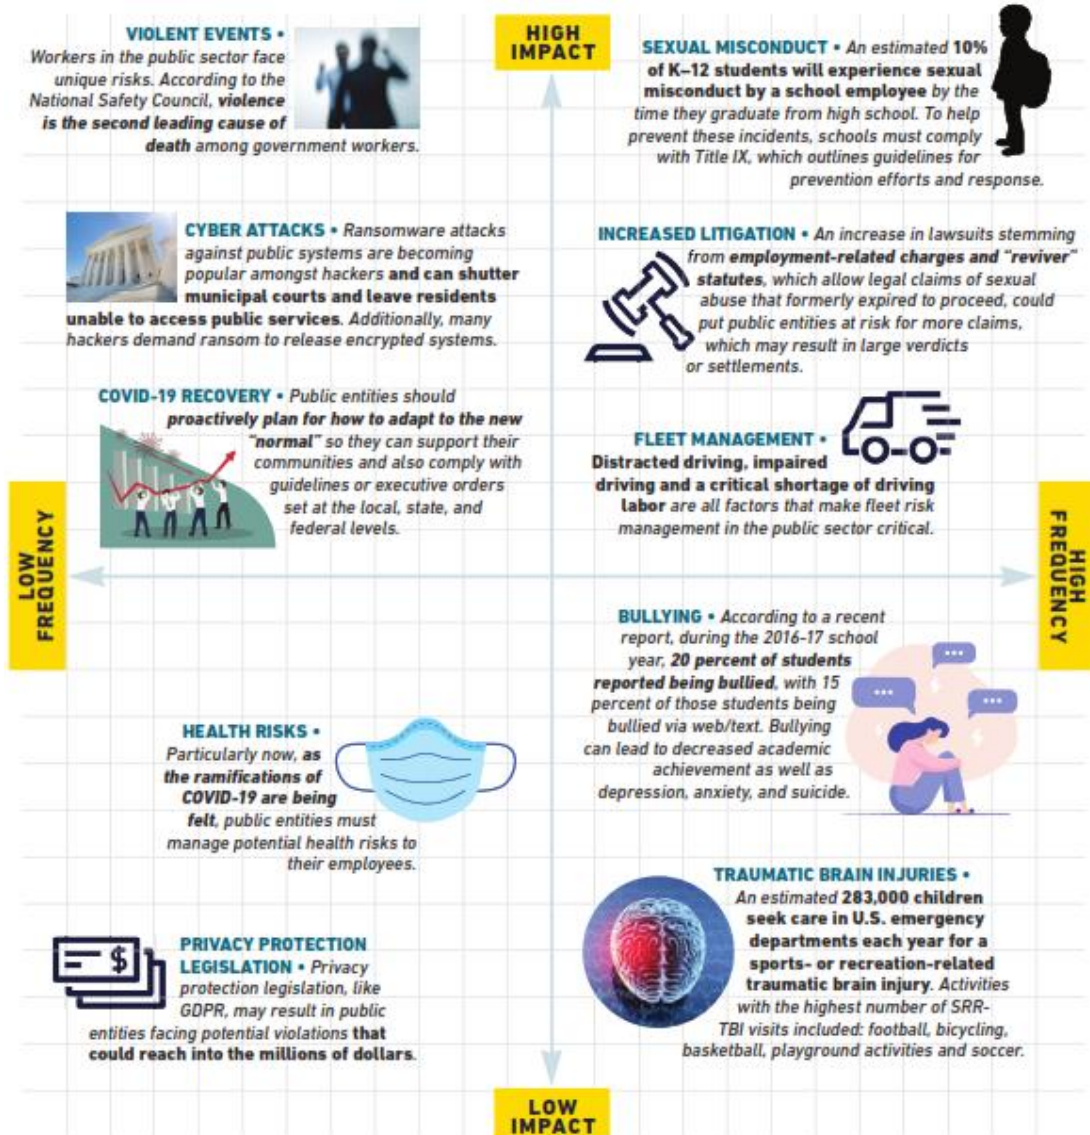 HIGH
IMPACT
VIOLENT EVENTS •
Workers in the public sector face
unique risks. According to the
National Safety Council, violence
is the second leading cause of
death among government workers.
SEXUAL MISCONDUCT • An estimated 10%
of K–12 students will experience sexual
misconduct by a school employee by the
time they graduate from high school. To help
prevent these incidents, schools must comply
with Title IX, which outlines guidelines for
prevention efforts and response.
CYBER ATTACKS • Ransomware attacks
against public systems are becoming
popular amongst hackers and can shutter
municipal courts and leave residents
unable to access public services. Additionally, many
hackers demand ransom to release encrypted systems.
INCREASED LITIGATION • An increase in lawsuits stemming
from employment-related charges and “reviver”
statutes, which allow legal claims of sexual
abuse that formerly expired to proceed, could
put public entities at risk for more claims,
which may result in large verdicts
or settlements.
COVID-19 RECOVERY • Public entities should
proactively plan for how to adapt to the new
“normal” so they can support their
communities and also comply with
guidelines or executive orders
set at the local, state, and
federal levels.
FLEET MANAGEMENT •
Distracted driving, impaired
driving and a critical shortage of driving
labor are all factors that make fleet risk
management in the public sector critical.
LOW
FREQUENCY
HIGH
FREQUENCY
BULLYING • According to a recent
report, during the 2016-17 school
year, 20 percent of students
reported being bullied, with 15
percent of those students being
bullied via web/text. Bullying
can lead to decreased academic
achievement as well as
depression, anxiety, and suicide.
HEALTH RISKS •
Particularly now, as
the ramifications of
COVID-19 are being
felt, public entities must
manage potential health risks to
their employees.
TRAUMATIC BRAIN INJURIES •
An estimated 283,000 children
seek care in U.S. emergency
departments each year for a
sports- or recreation-related
traumatic brain injury. Activities
with the highest number of SRR-
TBI visits included: football, bicycling,
basketball, playground activities and soccer.
$
PRIVACY PROTECTION
LEGISLATION • Privacy
protection legislation, like
GDPR, may result in public
entities facing potential violations that
could reach into the millions of dollars.
LOW
IMPACT